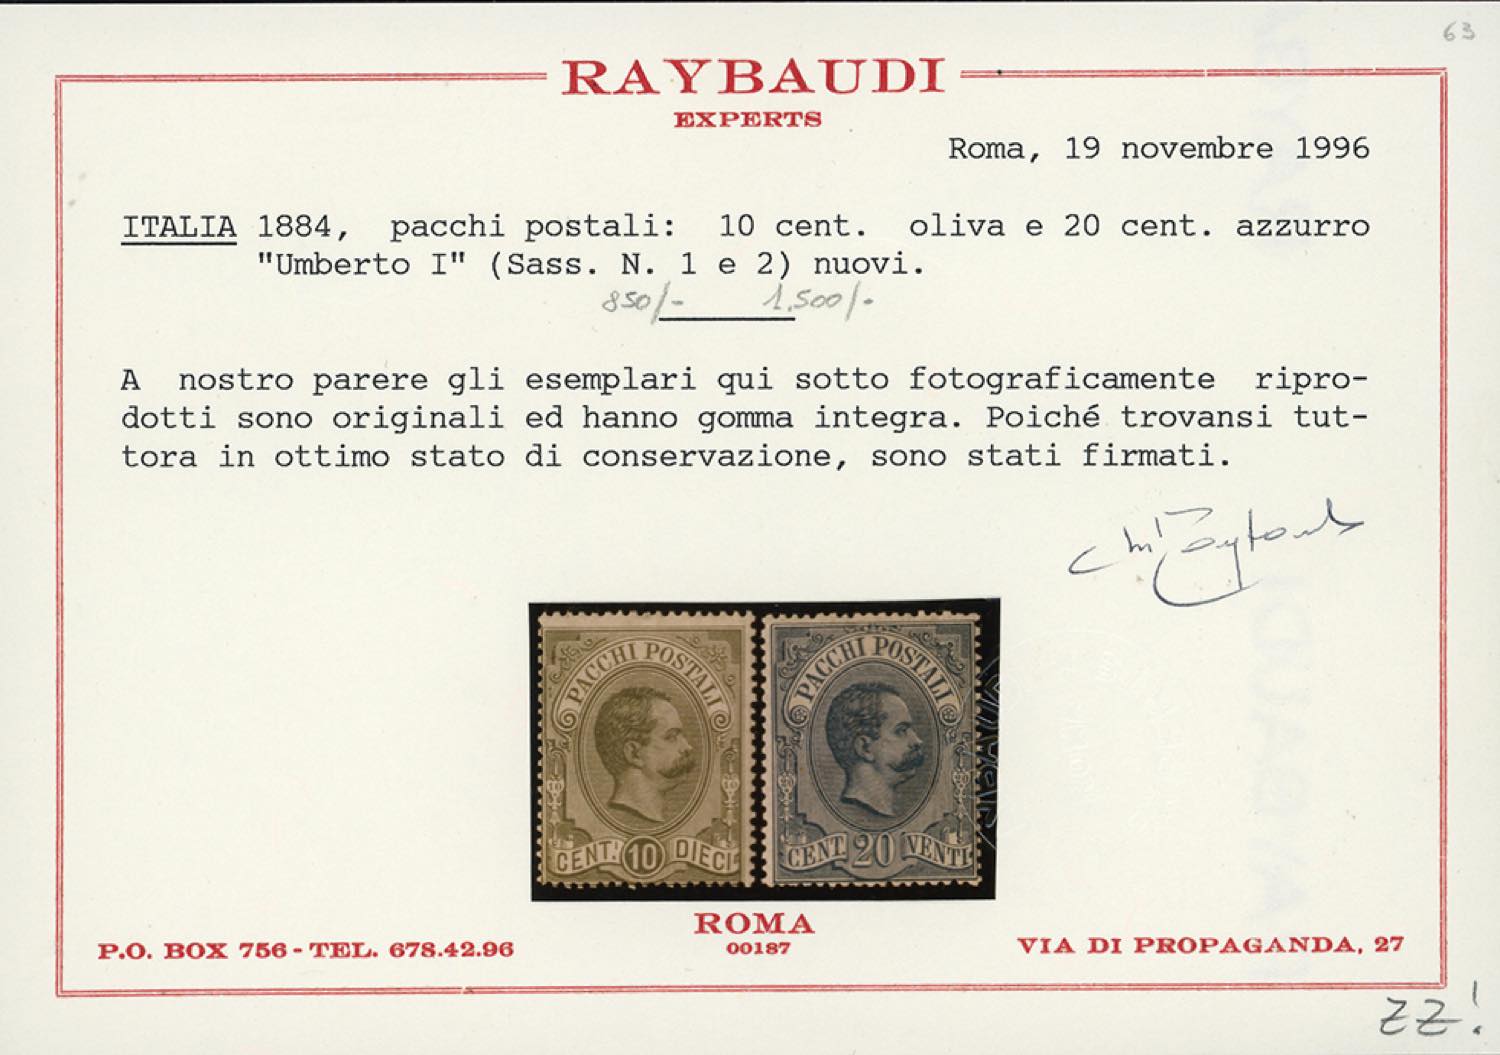 63
RAYBAUDI
EXPERTS
Roma, 19 novembre 1996
ITALIA 1884, pacchi postali: 10 cent. oliva e 20 cent. azzurro
"Umberto I" (Sass. N. 1 e 2) nuovi.
850/- 1.500/-
A nostro parere gli esemplari qui sotto fotograficamente ripro-
dotti sono originali ed hanno gomma integra. Poiché trovansi tut-
tora in ottimo stato di conservazione, sono stati firmati.
PACCHI POSTALI
CENT. 10 DIECI
PACCHI POSTALI
CENT. 20 VENTI
ROMA
00187
P.O. BOX 756 - TEL. 678.42.96
VIA DI PROPAGANDA, 27
ZZ!